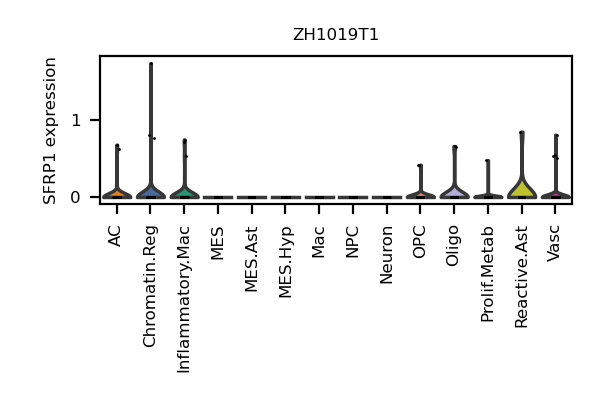 ZH1019T1
SFRP1 expression
1
0
AC
Chromatin.Reg
Inflammatory.Mac
MES
MES.Ast
MES.Hyp
Mac
NPC
Neuron
OPC
Oligo
Prolif.Metab
Reactive.Ast
Vasc